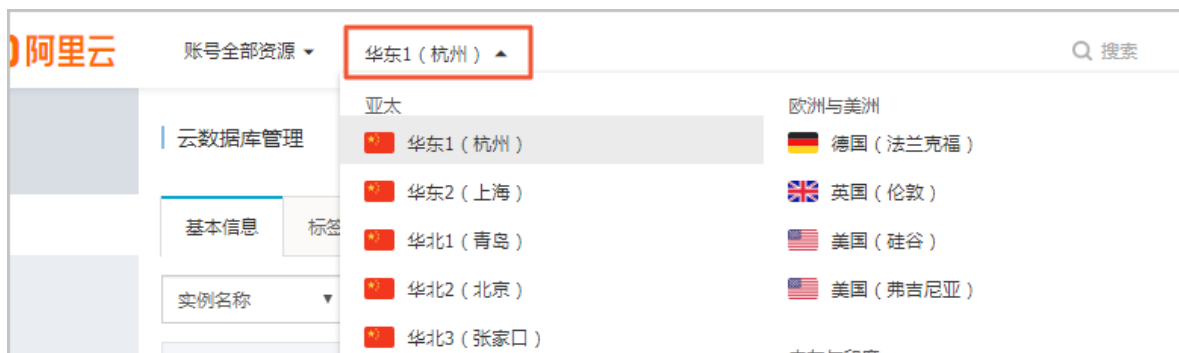 阿里云
账号全部资源
华东1（杭州）
搜索
亚太
华东1（杭州）
华东2（上海）
华北1（青岛）
华北2（北京）
华北3（张家口）
欧洲与美洲
德国（法兰克福）
英国（伦敦）
美国（硅谷）
美国（弗吉尼亚）
云数据库管理
基本信息
标签
实例名称